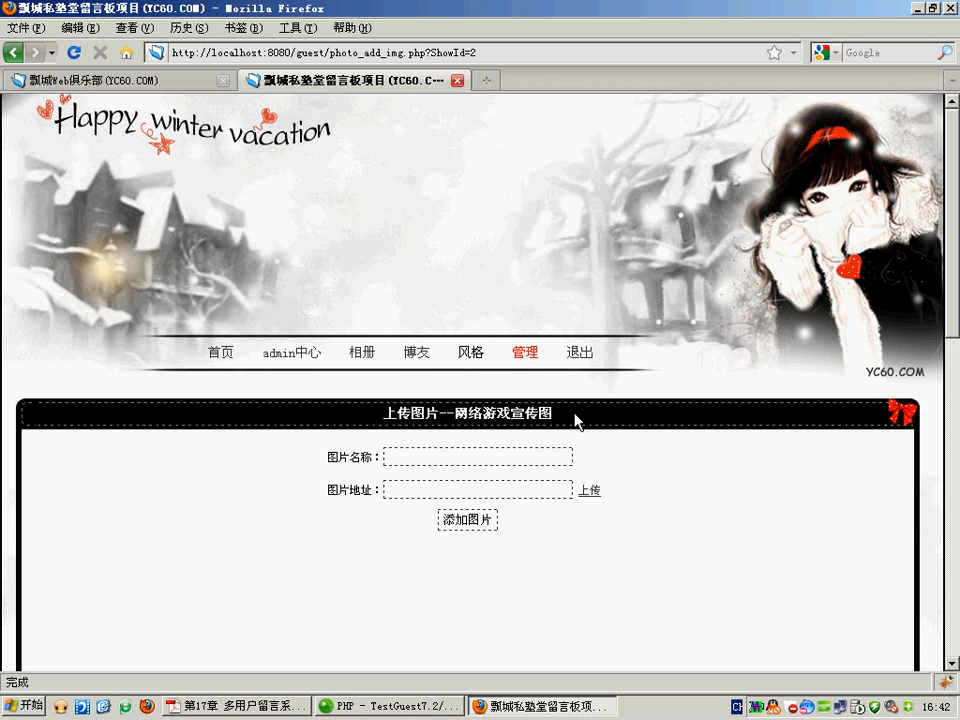 飘城私塾堂留言板项目(YC60.COM) - Mozilla Firefox
文件(F) 编辑(E) 查看(V) 历史(S) 书签(B) 工具(T) 帮助(H)
http://localhost:8080/guest/photo_add_img.php?ShowId=2
Google
飘城Web俱乐部(YC60.COM)
飘城私塾堂留言板项目(YC60.C...
Happy winter vacation
首页 admin中心 相册 博友 风格 管理 退出
YC60.COM
上传图片--网络游戏宣传图
图片名称：
图片地址： 上传
添加图片
完成
开始
第17章 多用户留言系...
PHP - TestGuest7.2/...
飘城私塾堂留言板项...
CH
16:42